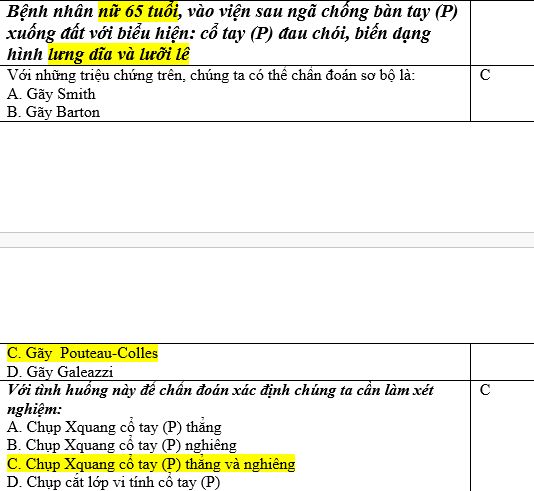 Bệnh nhân nữ 65 tuổi, vào viện sau ngã chống bàn tay (P)
xuống đất với biểu hiện: cổ tay (P) đau chói, biến dạng
hình lưng dĩa và lưỡi lê
Với những triệu chứng trên, chúng ta có thể chẩn đoán sơ bộ là:
C
A. Gãy Smith
B. Gãy Barton
C. Gãy Pouteau-Colles
D. Gãy Galeazzi
Với tình huống này để chẩn đoán xác định chúng ta cần làm xét
C
nghiệm:
A. Chụp Xquang cổ tay (P) thẳng
B. Chụp Xquang cổ tay (P) nghiêng
C. Chụp Xquang cổ tay (P) thẳng và nghiêng
D. Chụp cắt lớp vi tính cổ tay (P)